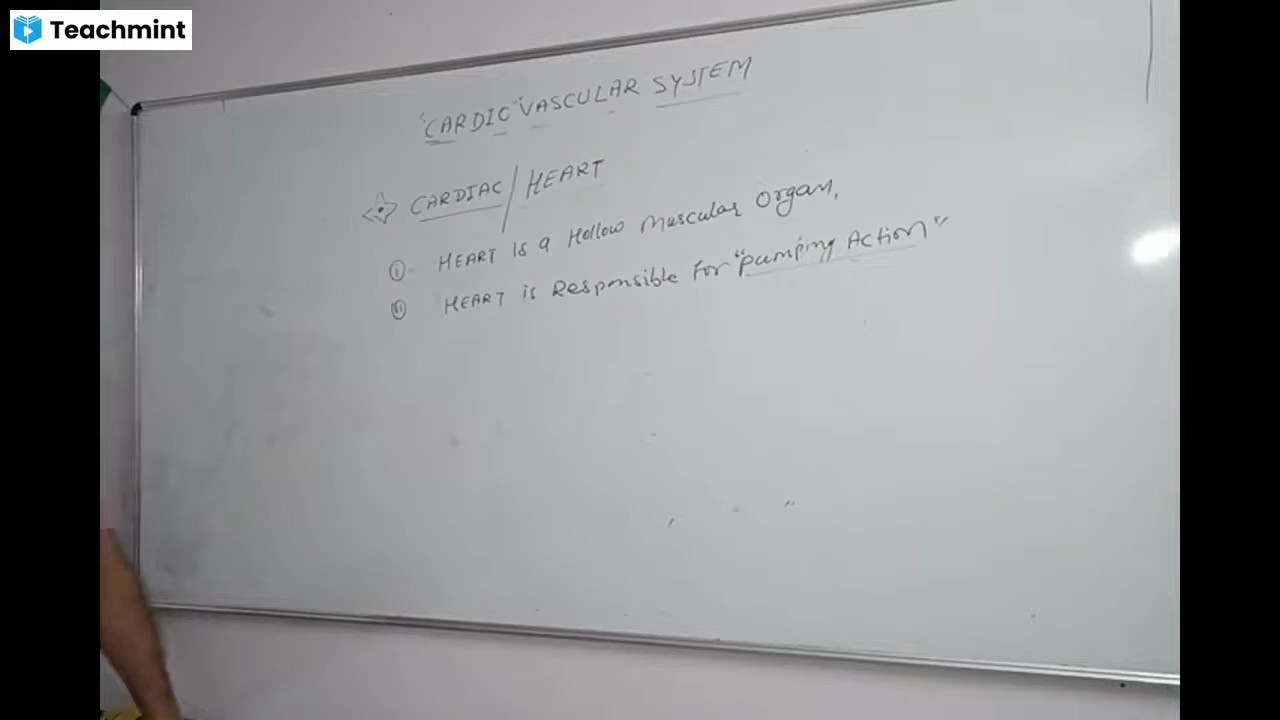 Teachmint
"CARDIC" VASCULAR SYSTEM
CARDIAC / HEART
(i) HEART Is a Hollow Muscular Organ,
(ii) HEART is Responsible For "Pumping Action"